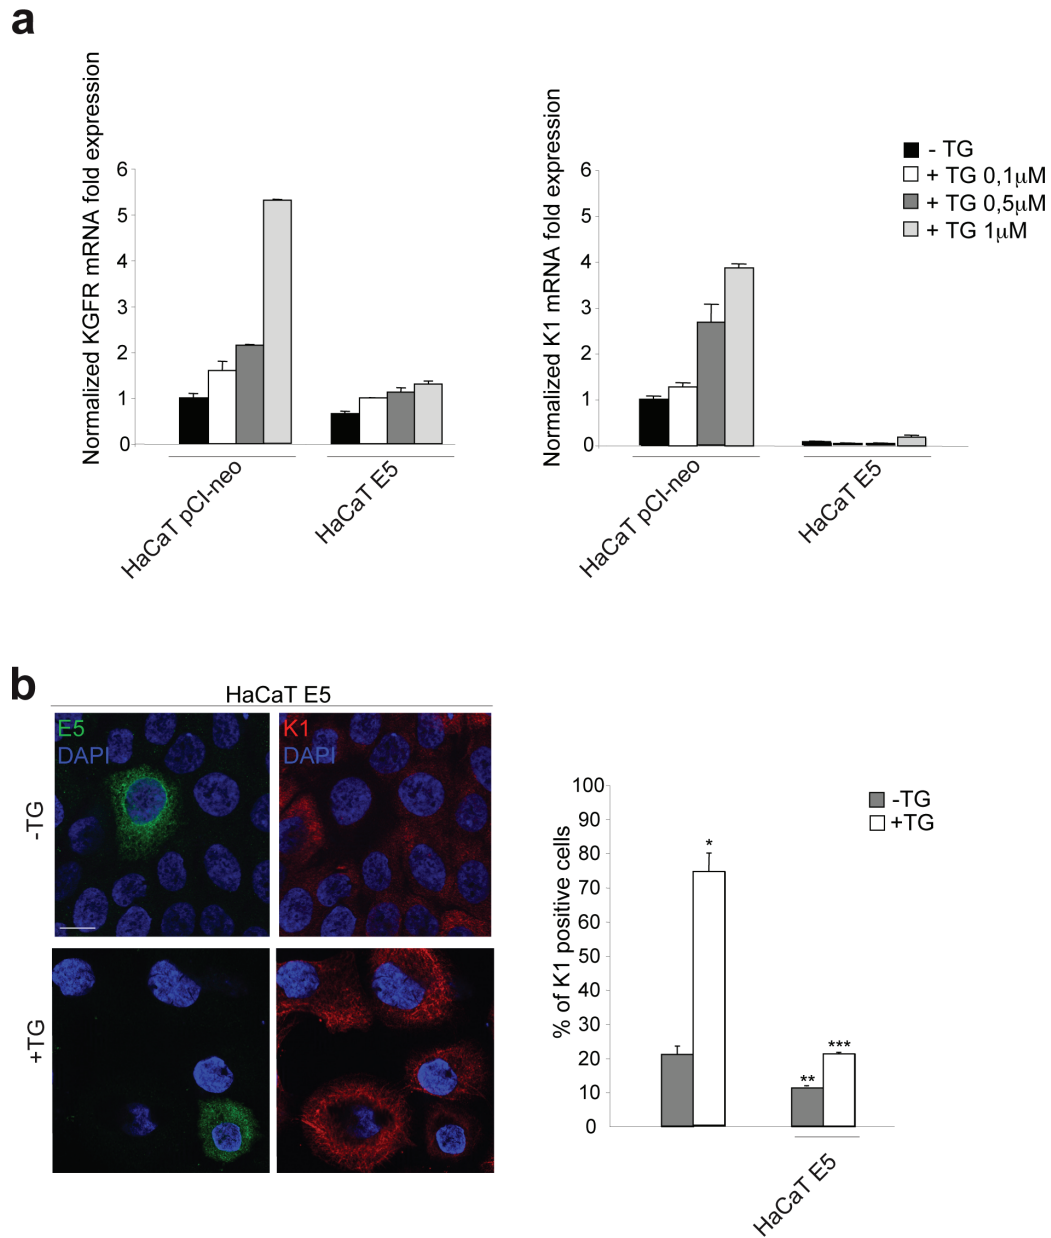 a
Normalized KGFR mRNA fold expression
6
5
4
3
2
1
0
HaCaT pCI-neo
HaCaT E5
Normalized K1 mRNA fold expression
6
5
4
3
2
1
0
HaCaT pCI-neo
HaCaT E5
- TG
+ TG 0,1µM
+ TG 0,5µM
+ TG 1µM
b
HaCaT E5
E5
DAPI
K1
DAPI
-TG
+TG
% of K1 positive cells
100
90
80
70
60
50
40
30
20
10
0
*
**
***
HaCaT E5
-TG
+TG